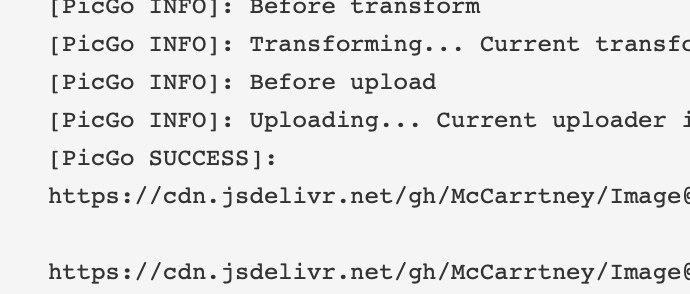 [PicGo INFO]: Before transform
[PicGo INFO]: Transforming... Current transfo
[PicGo INFO]: Before upload
[PicGo INFO]: Uploading... Current uploader i
[PicGo SUCCESS]:
https://cdn.jsdelivr.net/gh/McCarrtney/Image@
https://cdn.jsdelivr.net/gh/McCarrtney/Image@